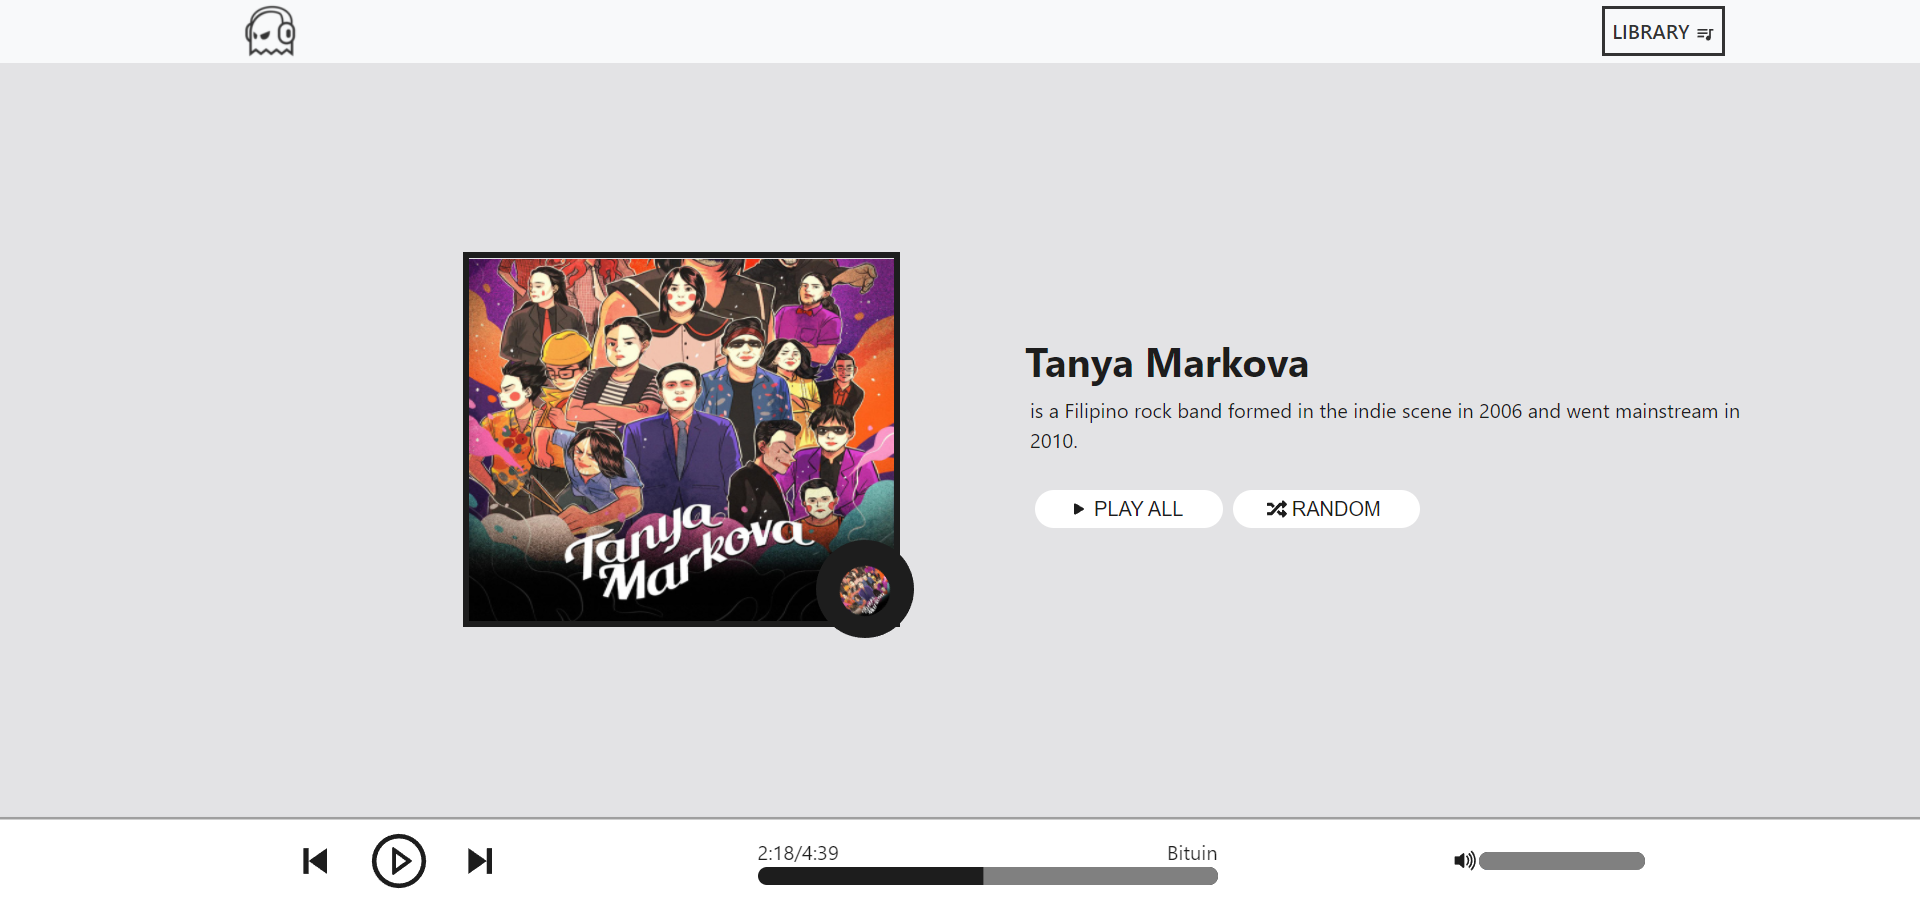 LIBRARY
Tanya
Markova
Tanya Markova
is a Filipino rock band formed in the indie scene in 2006 and went mainstream in
2010.
PLAY ALL RANDOM
2:18/4:39 Bituin